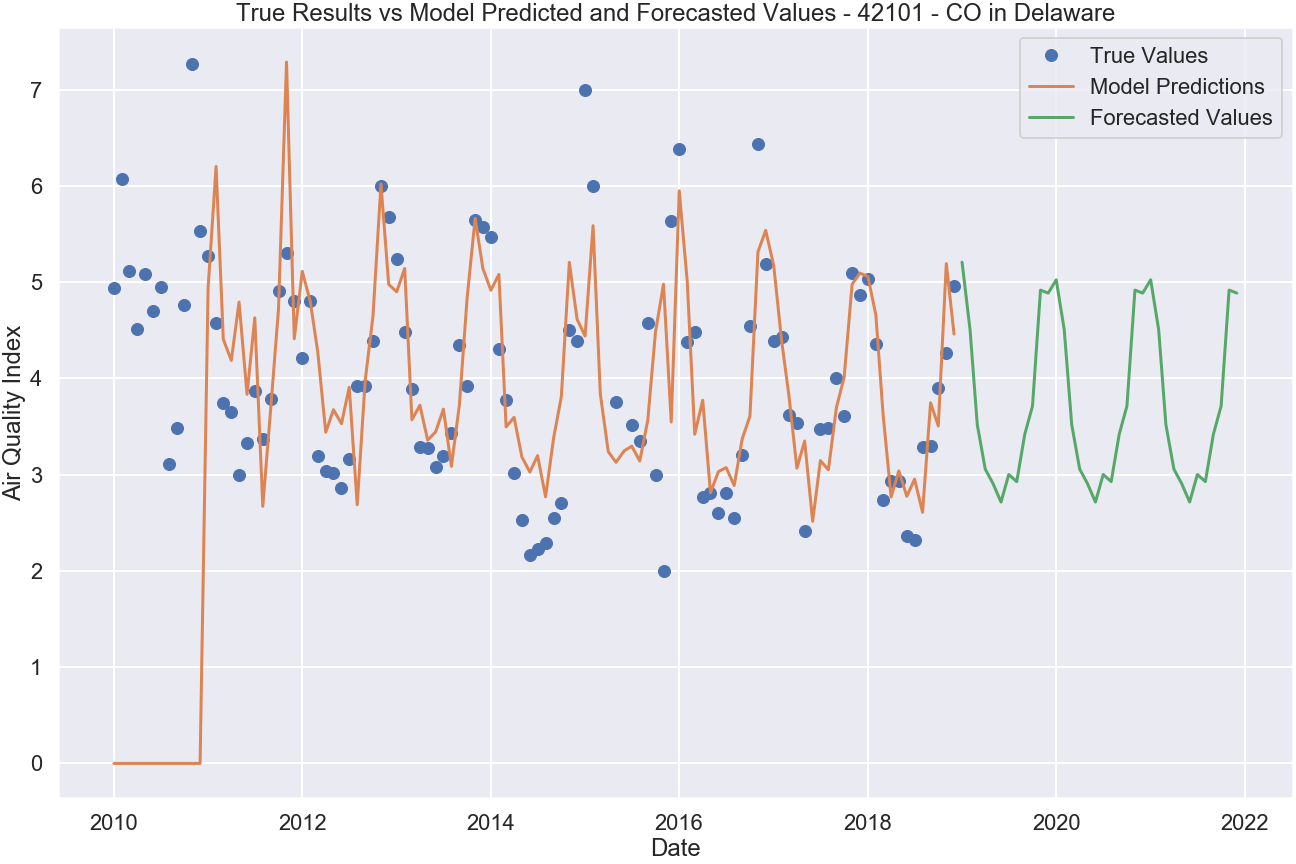 True Results vs Model Predicted and Forecasted Values - 42101 - CO in Delaware
True Values
Model Predictions
Forecasted Values
Air Quality Index
7
6
5
4
3
2
1
0
2010 2012 2014 2016 2018 2020 2022
Date